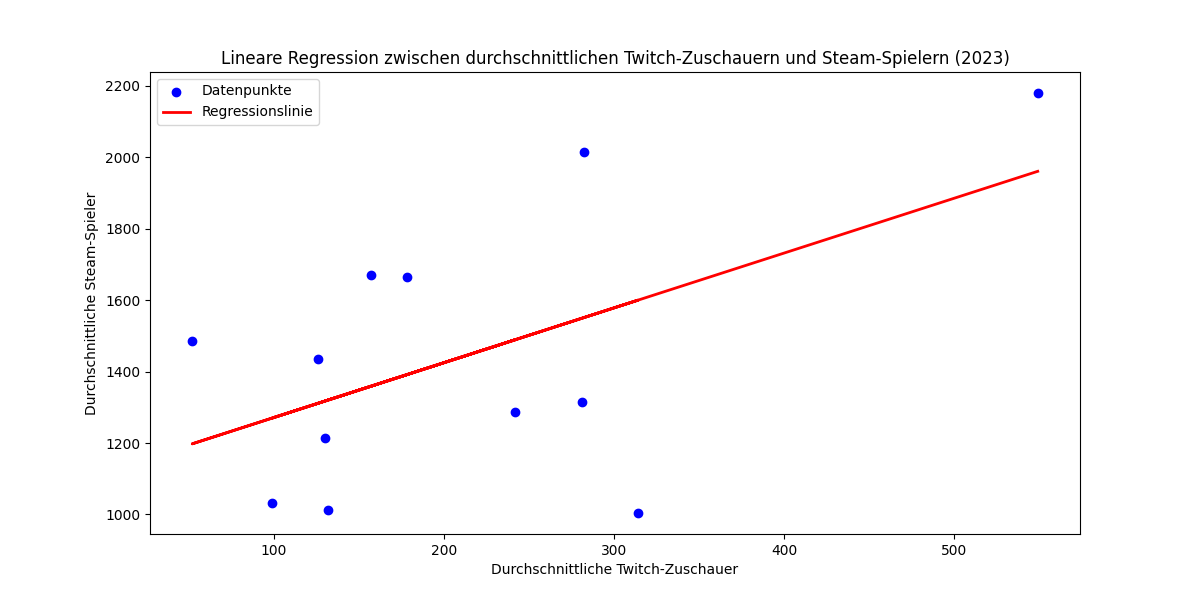 Lineare Regression zwischen durchschnittlichen Twitch-Zuschauern und Steam-Spielern (2023)
Datenpunkte
Regressionslinie
Durchschnittliche Steam-Spieler
2200
2000
1800
1600
1400
1200
1000
100 200 300 400 500
Durchschnittliche Twitch-Zuschauer